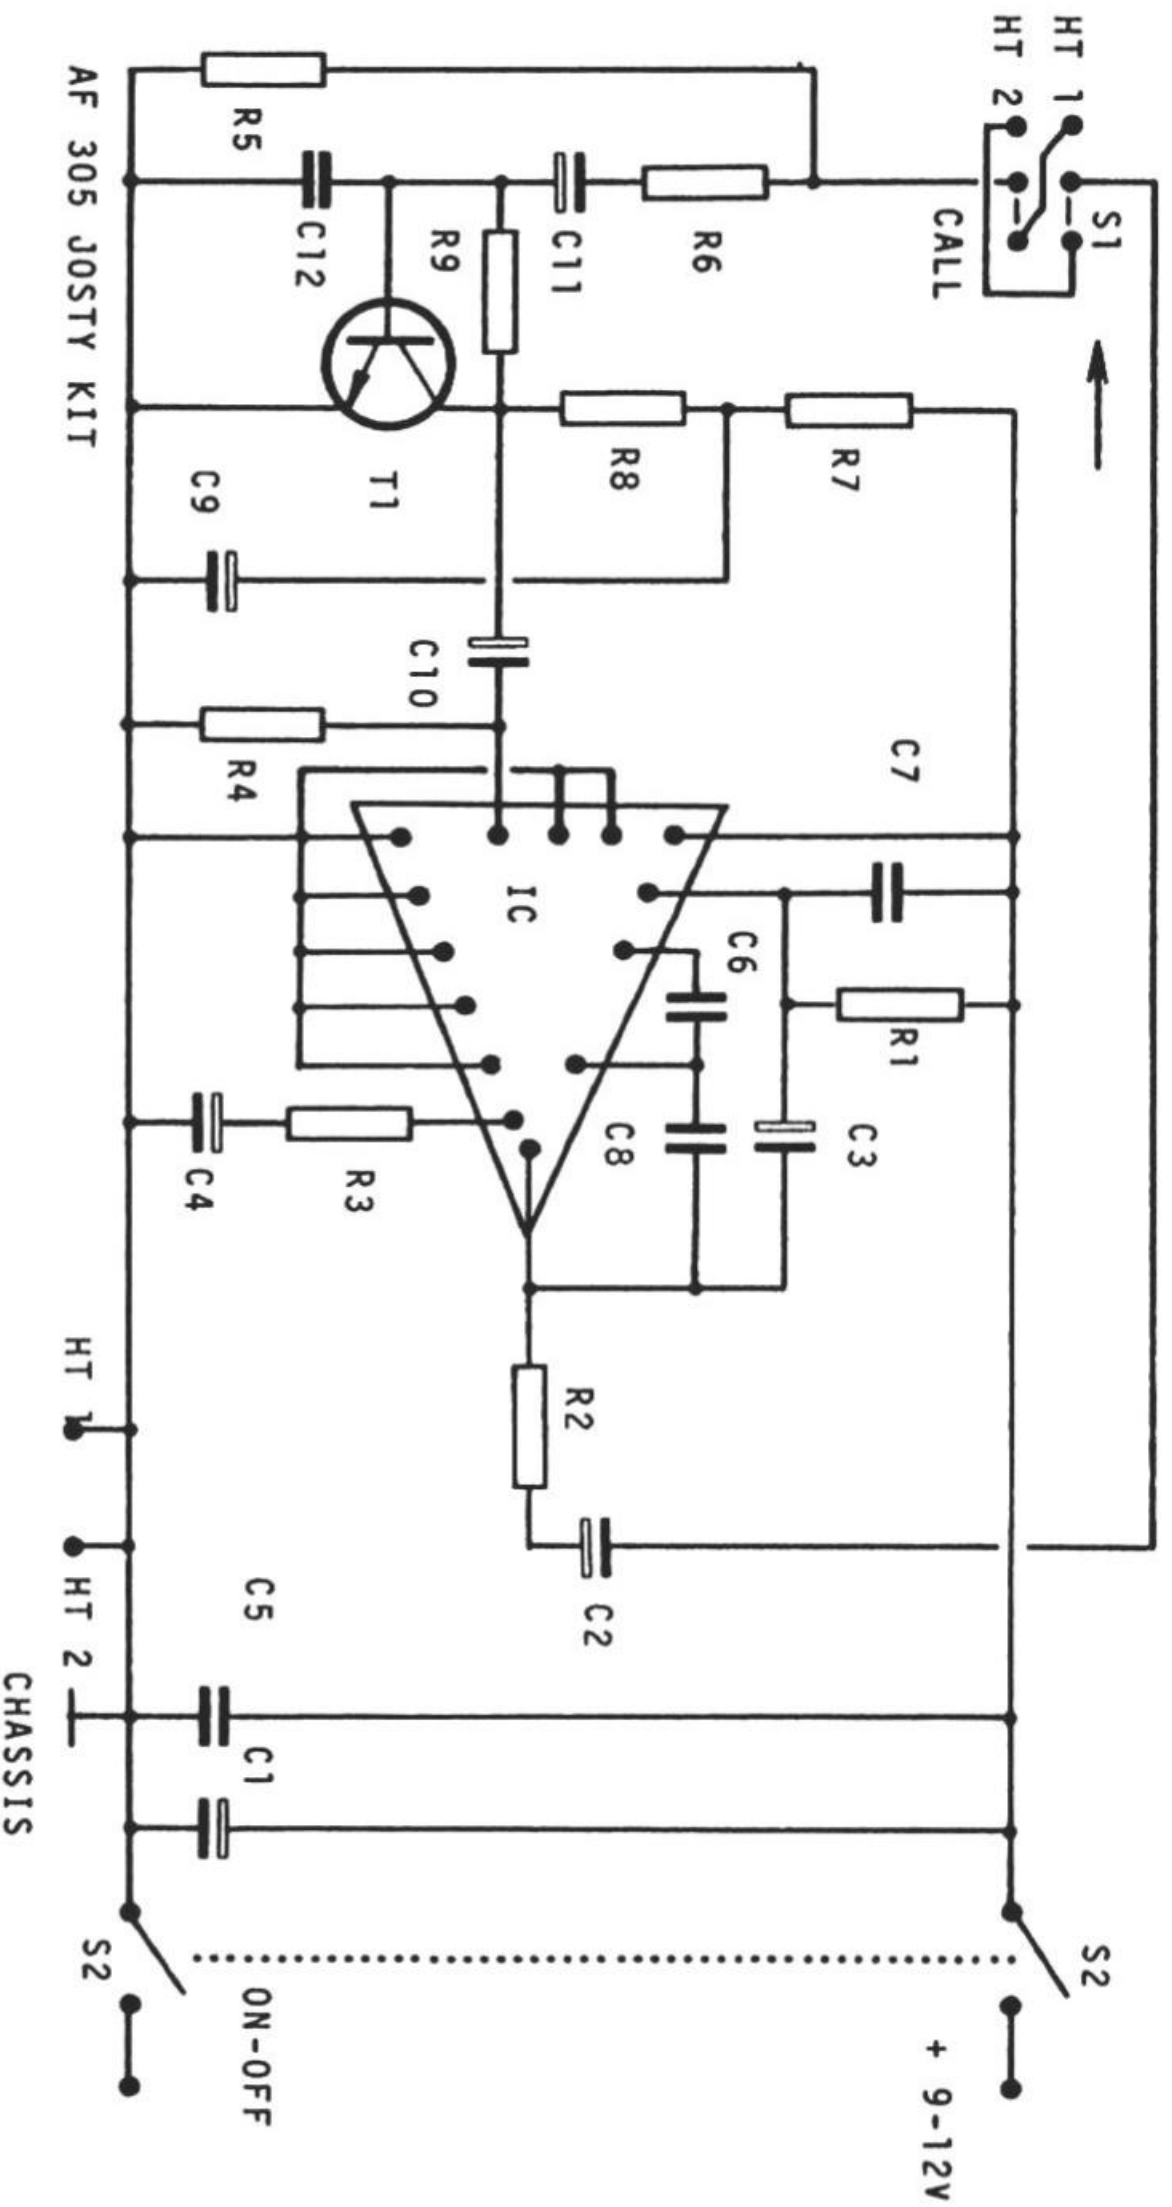 HT 1
HT 2
S1
CALL
R5
C12
R9
C11
R6
T1
R8
R7
C9
C10
R4
C7
IC
C6
R1
C8
C3
R3
C4
R2
C2
HT 1
HT 2
C5
C1
CHASSIS
S2
S2
ON-OFF
+ 9-12V
AF 305 JOSTY KIT